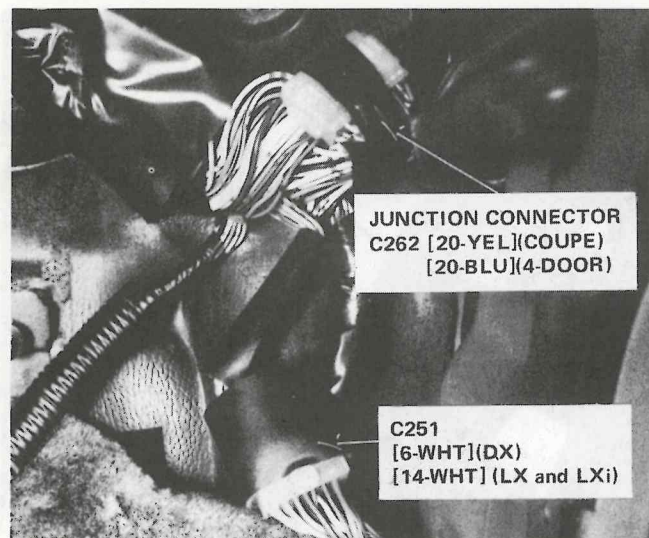 JUNCTION CONNECTOR
C262 [20-YEL](COUPE)
[20-BLU](4-DOOR)
C251
[6-WHT](DX)
[14-WHT] (LX and LXi)